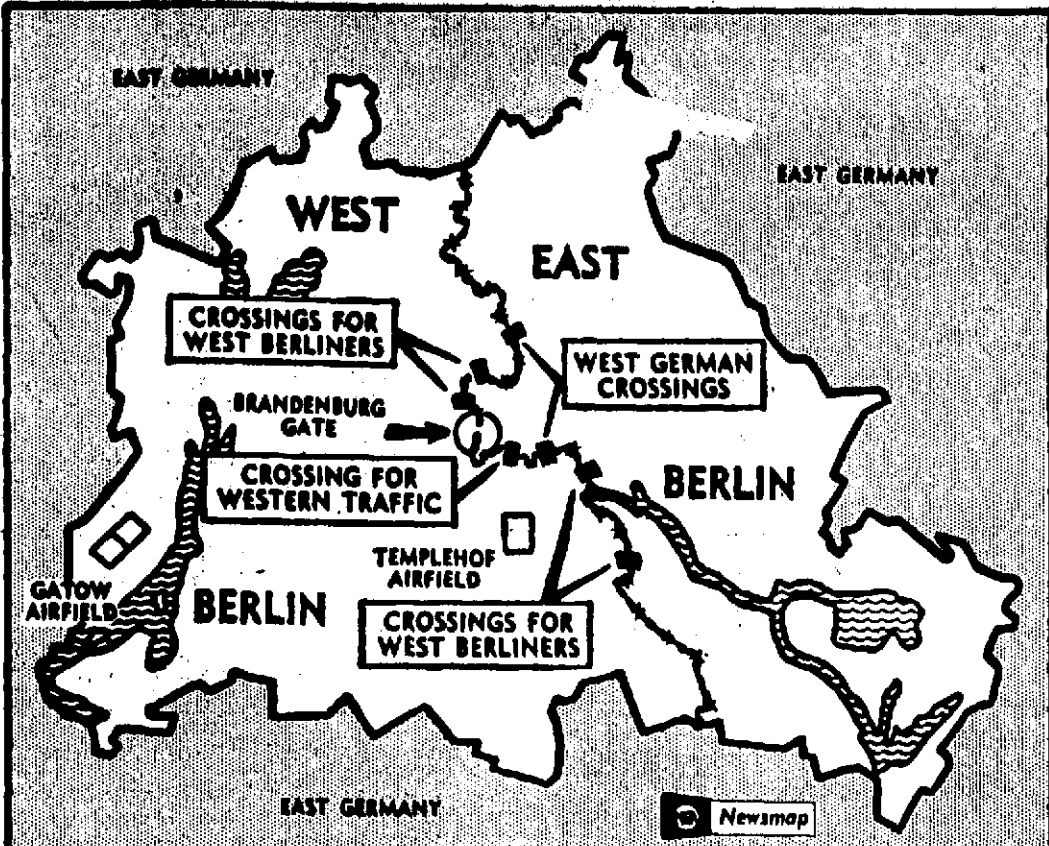 EAST GERMANY
EAST GERMANY
WEST
EAST
CROSSINGS FOR
WEST BERLINERS
WEST GERMAN
CROSSINGS
BRANDENBURG
GATE
CROSSING FOR
WESTERN TRAFFIC
BERLIN
TEMPLEHOF
AIRFIELD
GATOW
AIRFIELD
BERLIN
CROSSINGS FOR
WEST BERLINERS
EAST GERMANY
Newsmap